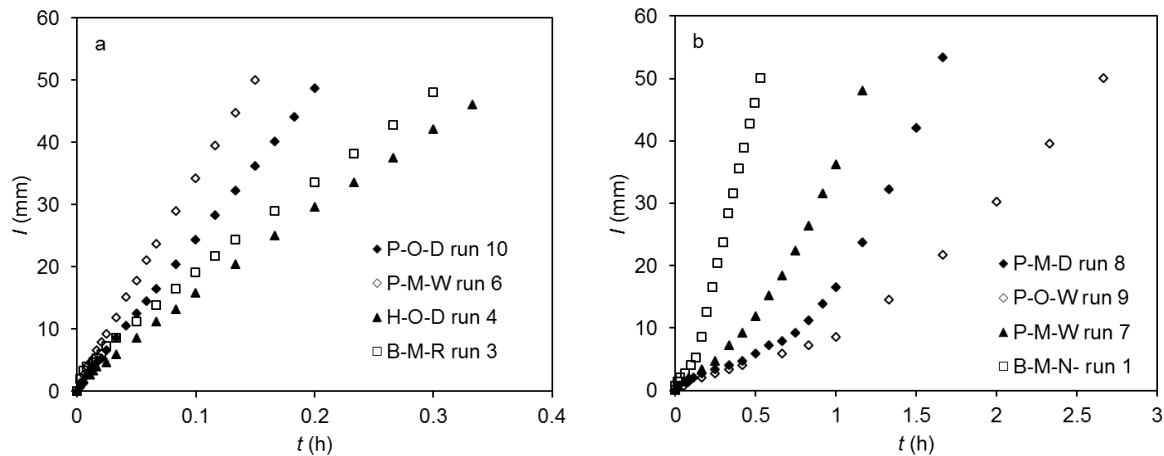 a
60
50
40
30
20
10
0
I (mm)
P-O-D run 10
P-M-W run 6
H-O-D run 4
B-M-R run 3
0 0.1 0.2 0.3 0.4
t (h)
b
60
50
40
30
20
10
0
I (mm)
P-M-D run 8
P-O-W run 9
P-M-W run 7
B-M-N- run 1
0 0.5 1 1.5 2 2.5 3
t (h)